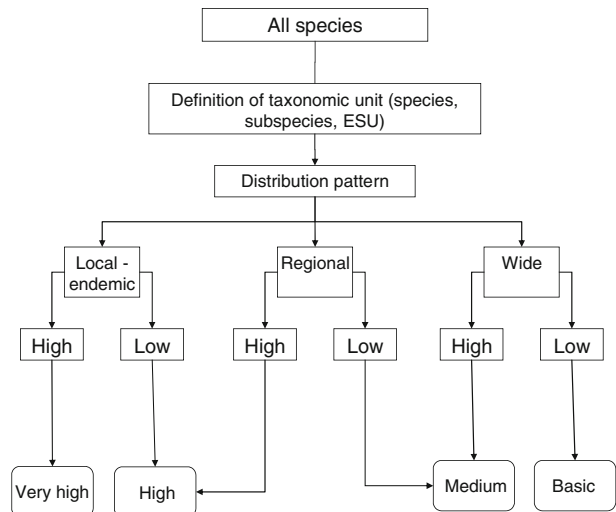 All species
Definition of taxonomic unit (species,
subspecies, ESU)
Distribution pattern
Local -
endemic
Regional
Wide
High
Low
High
Low
High
Low
Very high
High
Medium
Basic